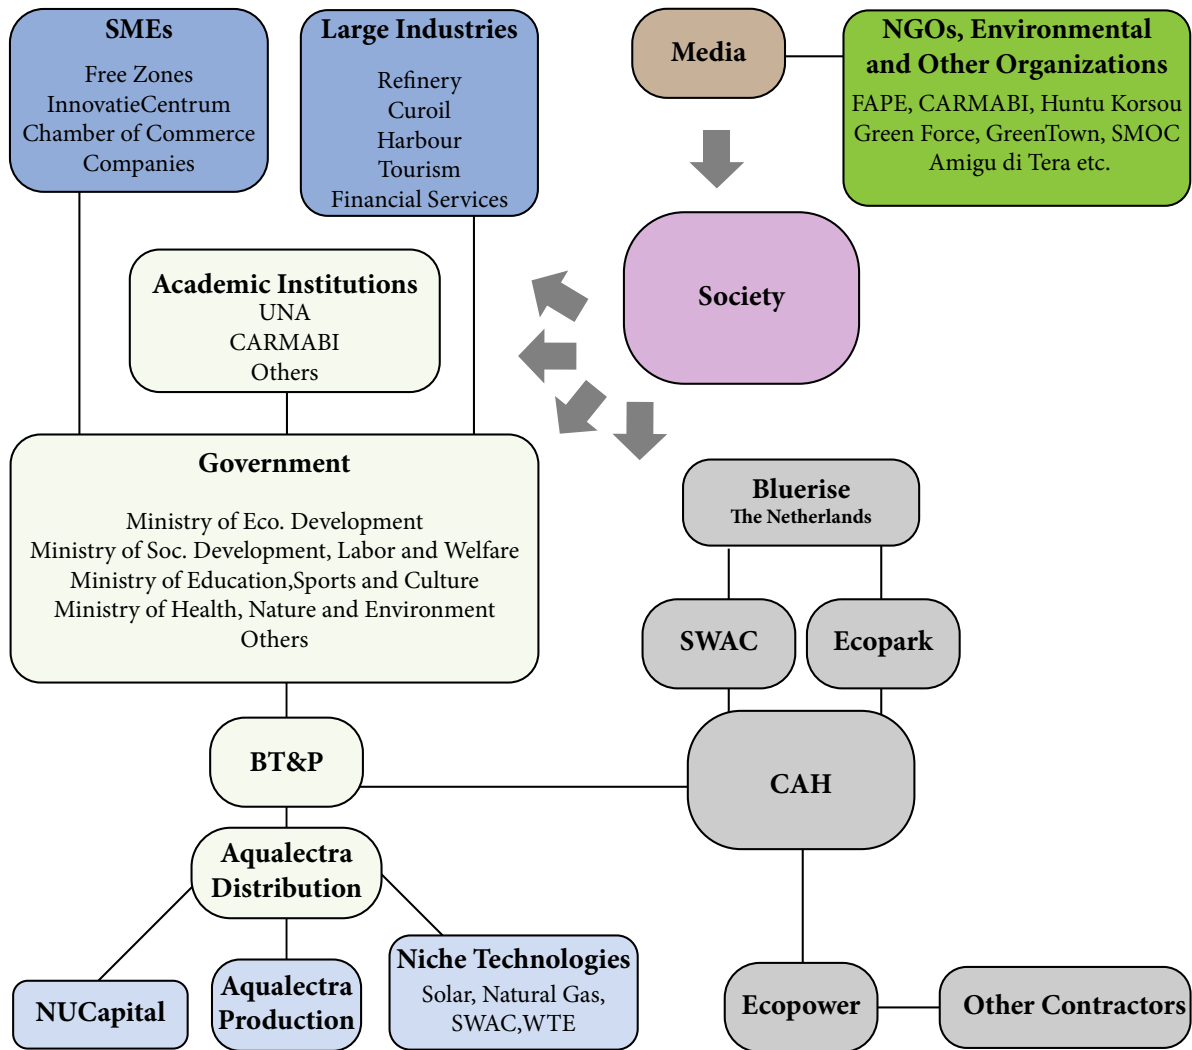 SMEs
Free Zones
InnovatieCentrum
Chamber of Commerce
Companies
Large Industries
Refinery
Curoil
Harbour
Tourism
Financial Services
Media
NGOs, Environmental
and Other Organizations
FAPE, CARMABI, Huntu Korsou
Green Force, GreenTown, SMOC
Amigu di Tera etc.
Academic Institutions
UNA
CARMABI
Others
Society
Government
Ministry of Eco. Development
Ministry of Soc. Development, Labor and Welfare
Ministry of Education,Sports and Culture
Ministry of Health, Nature and Environment
Others
Bluerise
The Netherlands
SWAC
Ecopark
BT&P
CAH
Aqualectra
Distribution
NUCapital
Aqualectra
Production
Niche Technologies
Solar, Natural Gas,
SWAC,WTE
Ecopower
Other Contractors